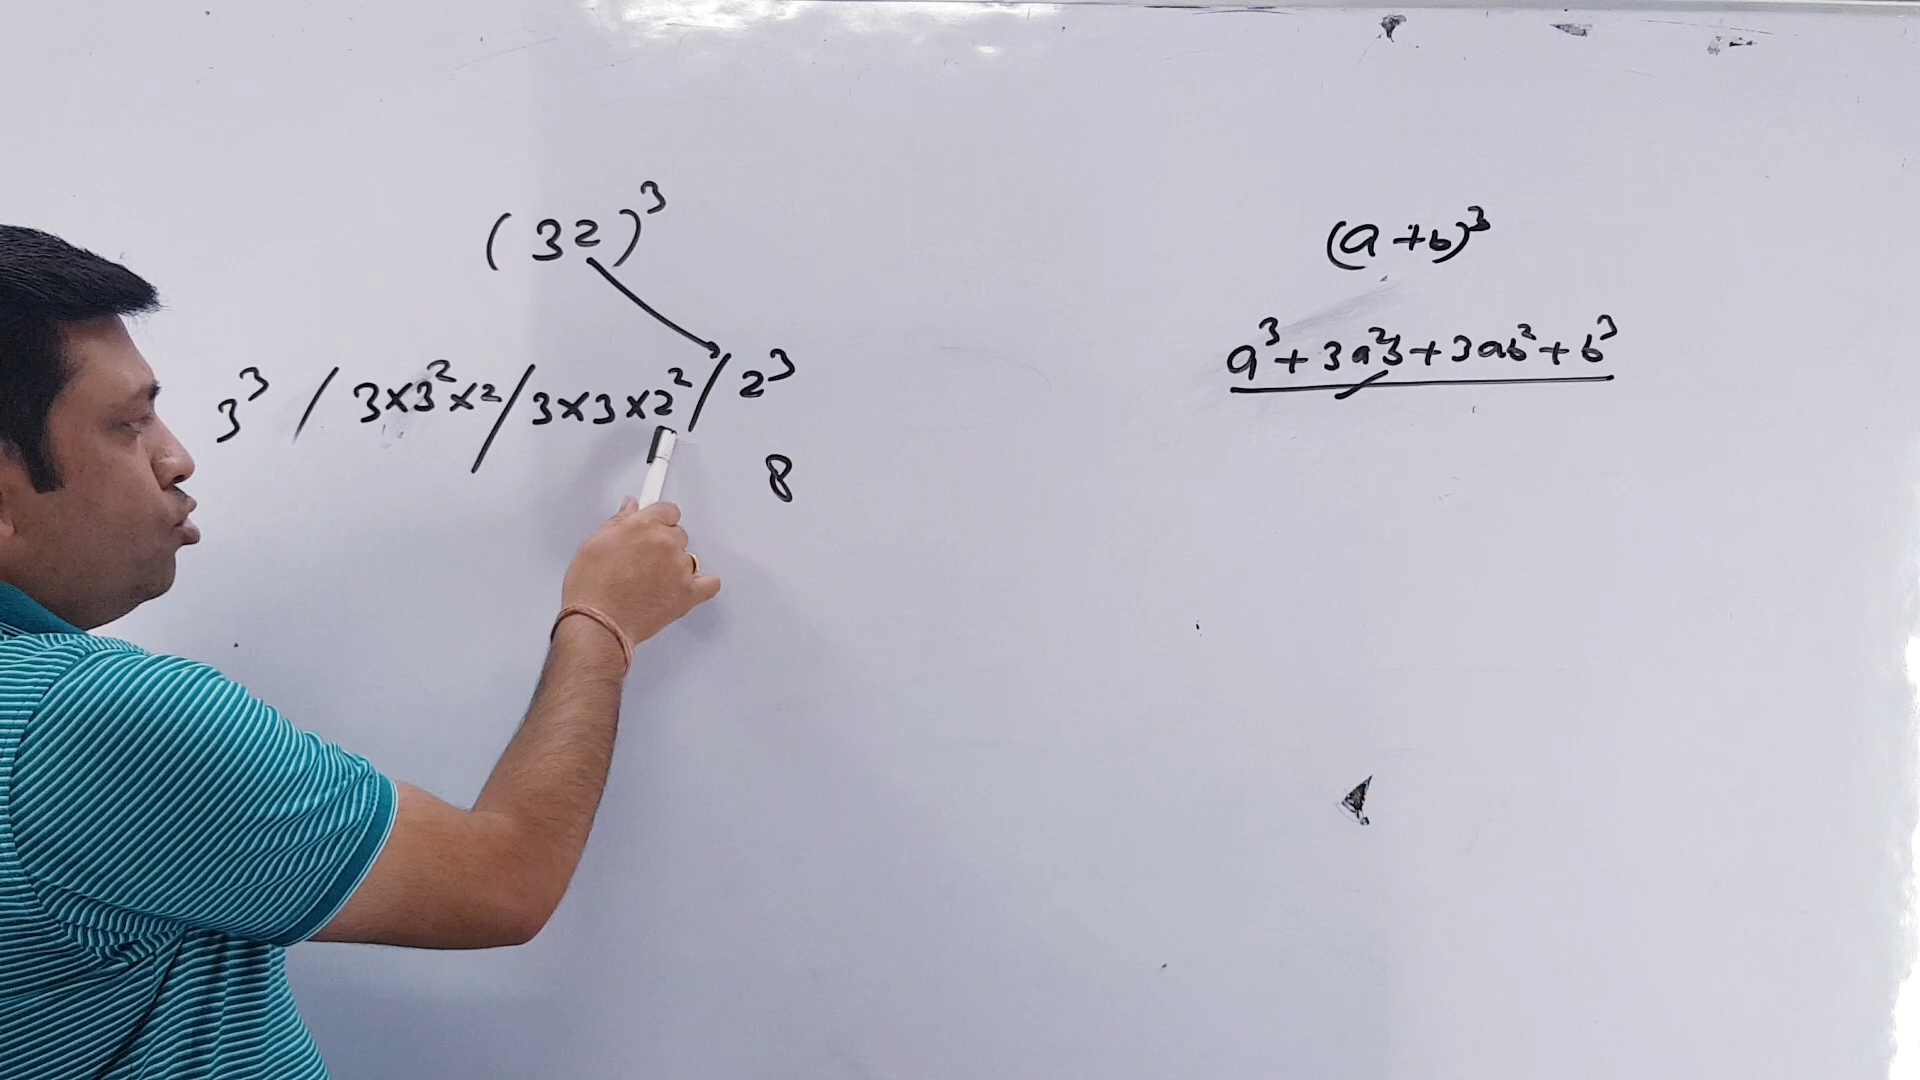 (32)³
3³ / 3×3²×2 / 3×3×2² / 2³
8
(a+b)³
a³+3a²b+3ab²+b³